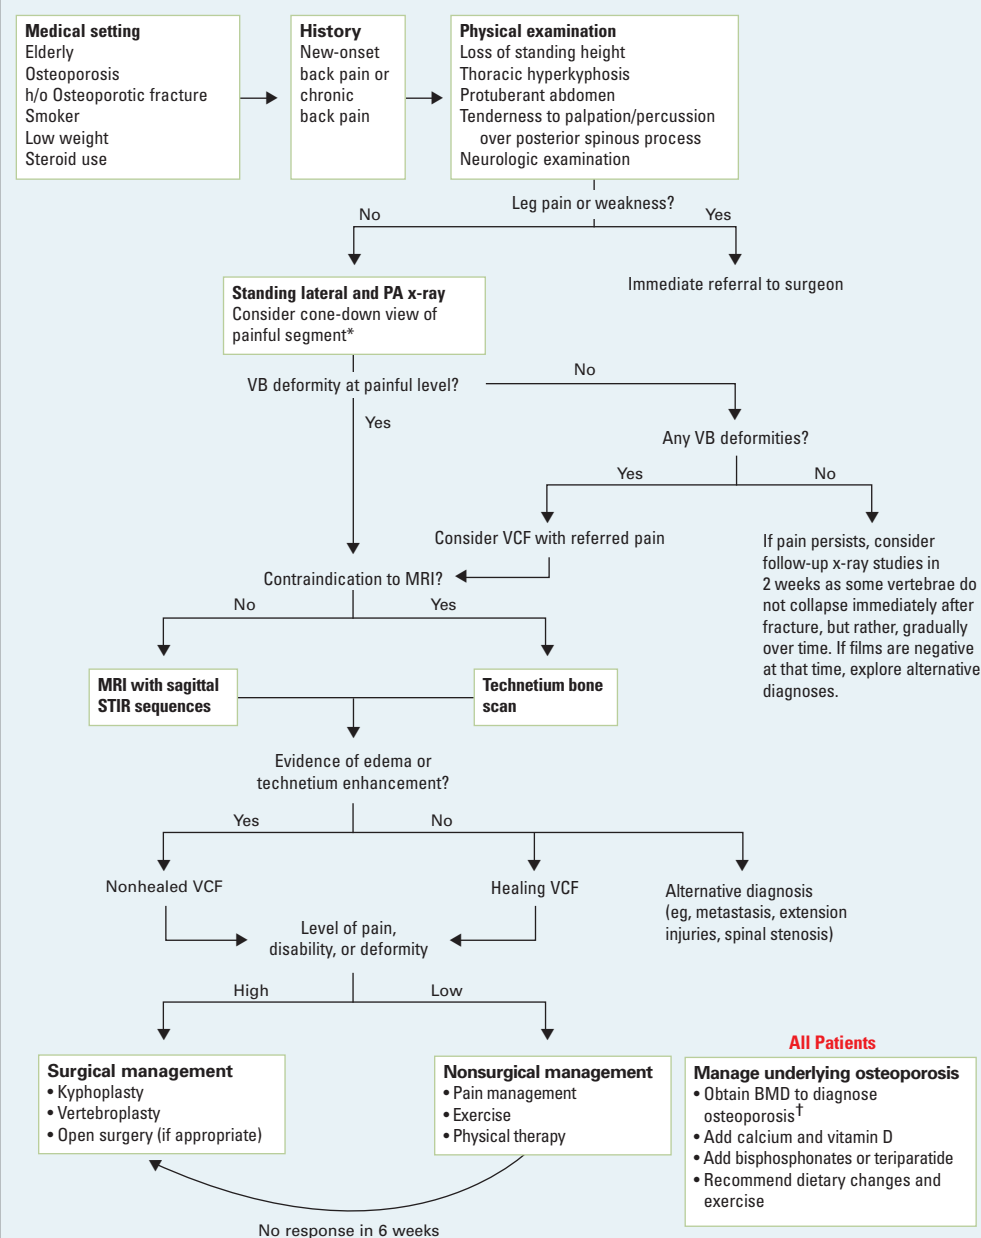 Medical setting
Elderly
Osteoporosis
h/o Osteoporotic fracture
Smoker
Low weight
Steroid use
History
New-onset
back pain or
chronic
back pain
Physical examination
Loss of standing height
Thoracic hyperkyphosis
Protuberant abdomen
Tenderness to palpation/percussion
over posterior spinous process
Neurologic examination
Leg pain or weakness?
No
Yes
Standing lateral and PA x-ray
Consider cone-down view of
painful segment*
Immediate referral to surgeon
VB deformity at painful level?
No
Yes
Any VB deformities?
Yes
No
Consider VCF with referred pain
If pain persists, consider
follow-up x-ray studies in
2 weeks as some vertebrae do
not collapse immediately after
fracture, but rather, gradually
over time. If films are negative
at that time, explore alternative
diagnoses.
Contraindication to MRI?
No
Yes
MRI with sagittal
STIR sequences
Technetium bone
scan
Evidence of edema or
technetium enhancement?
Yes
No
Nonhealed VCF
Healing VCF
Alternative diagnosis
(eg, metastasis, extension
injuries, spinal stenosis)
Level of pain,
disability, or deformity
High
Low
Surgical management
• Kyphoplasty
• Vertebroplasty
• Open surgery (if appropriate)
Nonsurgical management
• Pain management
• Exercise
• Physical therapy
All Patients
Manage underlying osteoporosis
• Obtain BMD to diagnose
osteoporosis†
• Add calcium and vitamin D
• Add bisphosphonates or teriparatide
• Recommend dietary changes and
exercise
No response in 6 weeks